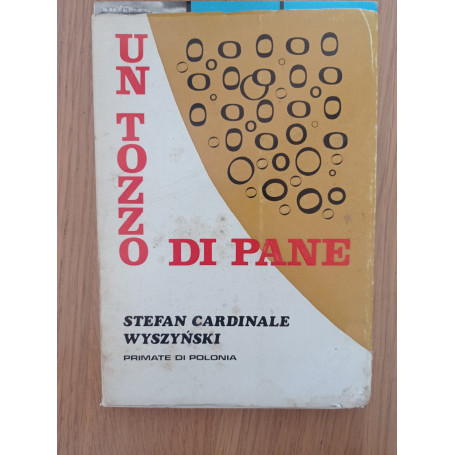 UN TOZZO DI PANE
STEFAN CARDINALE
WYSZYŃSKI
PRIMATE DI POLONIA